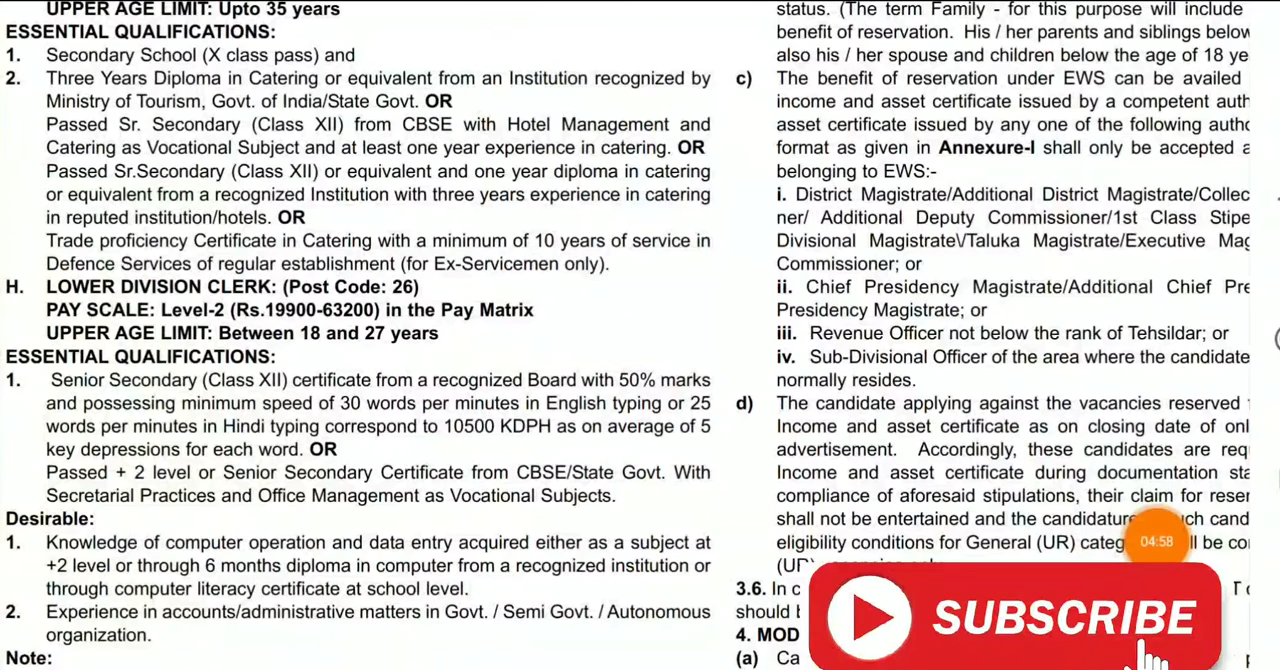 UPPER AGE LIMIT: Upto 35 years
ESSENTIAL QUALIFICATIONS:
1. Secondary School (X class pass) and
2. Three Years Diploma in Catering or equivalent from an Institution recognized by
Ministry of Tourism, Govt. of India/State Govt. OR
Passed Sr. Secondary (Class XII) from CBSE with Hotel Management and
Catering as Vocational Subject and at least one year experience in catering. OR
Passed Sr.Secondary (Class XII) or equivalent and one year diploma in catering
or equivalent from a recognized Institution with three years experience in catering
in reputed institution/hotels. OR
Trade proficiency Certificate in Catering with a minimum of 10 years of service in
Defence Services of regular establishment (for Ex-Servicemen only).
H. LOWER DIVISION CLERK: (Post Code: 26)
PAY SCALE: Level-2 (Rs.19900-63200) in the Pay Matrix
UPPER AGE LIMIT: Between 18 and 27 years
ESSENTIAL QUALIFICATIONS:
1. Senior Secondary (Class XII) certificate from a recognized Board with 50% marks
and possessing minimum speed of 30 words per minutes in English typing or 25
words per minutes in Hindi typing correspond to 10500 KDPH as on average of 5
key depressions for each word. OR
Passed + 2 level or Senior Secondary Certificate from CBSE/State Govt. With
Secretarial Practices and Office Management as Vocational Subjects.
Desirable:
1. Knowledge of computer operation and data entry acquired either as a subject at
+2 level or through 6 months diploma in computer from a recognized institution or
through computer literacy certificate at school level.
2. Experience in accounts/administrative matters in Govt. / Semi Govt. / Autonomous
organization.
Note:
status. (The term Family - for this purpose will include
benefit of reservation. His / her parents and siblings below
also his / her spouse and children below the age of 18 ye
c) The benefit of reservation under EWS can be availed
income and asset certificate issued by a competent auth
asset certificate issued by any one of the following autho
format as given in Annexure-I shall only be accepted a
belonging to EWS:-
i. District Magistrate/Additional District Magistrate/Collec
ner/ Additional Deputy Commissioner/1st Class Stipe
Divisional Magistrate\/Taluka Magistrate/Executive Mag
Commissioner; or
ii. Chief Presidency Magistrate/Additional Chief Pre
Presidency Magistrate; or
iii. Revenue Officer not below the rank of Tehsildar; or
iv. Sub-Divisional Officer of the area where the candidate
normally resides.
d) The candidate applying against the vacancies reserved
Income and asset certificate as on closing date of onl
advertisement. Accordingly, these candidates are req
Income and asset certificate during documentation sta
compliance of aforesaid stipulations, their claim for reser
shall not be entertained and the candidature ch cand
eligibility conditions for General (UR) categ ll be co
(UR)
3.6. In c
should b
4. MOD
(a) Ca
04:58
SUBSCRIBE